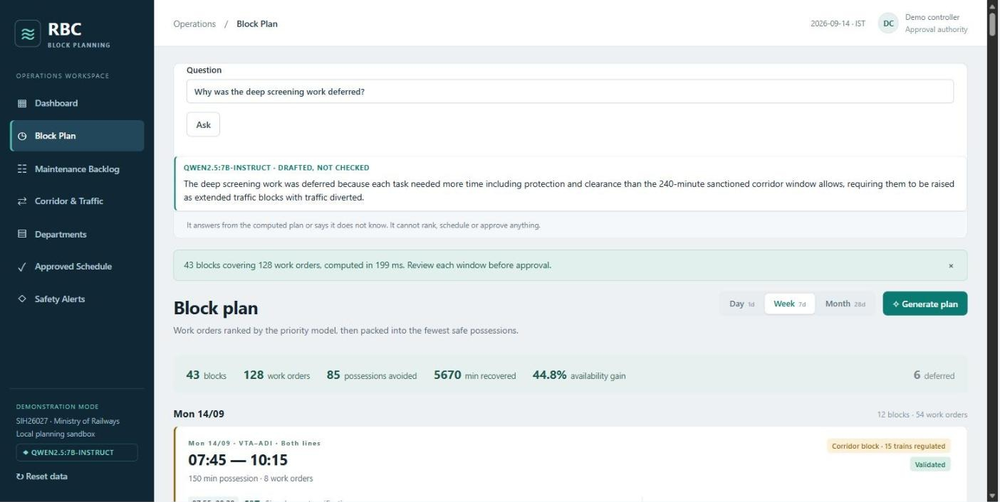 RBC
BLOCK PLANNING
OPERATIONS WORKSPACE
Dashboard
Block Plan
Maintenance Backlog
Corridor & Traffic
Departments
Approved Schedule
Safety Alerts
DEMONSTRATION MODE
SIH26027 · Ministry of Railways
Local planning sandbox
QWEN2.5:7B-INSTRUCT
Reset data
Operations / Block Plan
2026-09-14 · IST
DC
Demo controller
Approval authority
Question
Why was the deep screening work deferred?
Ask
QWEN2.5:7B-INSTRUCT · DRAFTED, NOT CHECKED
The deep screening work was deferred because each task needed more time including protection and clearance than the 240-minute sanctioned corridor window allows, requiring them to be raised
as extended traffic blocks with traffic diverted.
It answers from the computed plan or says it does not know. It cannot rank, schedule or approve anything.
43 blocks covering 128 work orders, computed in 199 ms. Review each window before approval. ×
Block plan
Day 1d Week 7d Month 28d Generate plan
Work orders ranked by the priority model, then packed into the fewest safe possessions.
43 blocks 128 work orders 85 possessions avoided 5670 min recovered 44.8% availability gain 6 deferred
Mon 14/09 12 blocks · 54 work orders
Mon 14/09 · VTA–ADI · Both lines
Corridor block · 15 trains regulated
07:45 — 10:15
Validated
150 min possession · 8 work orders